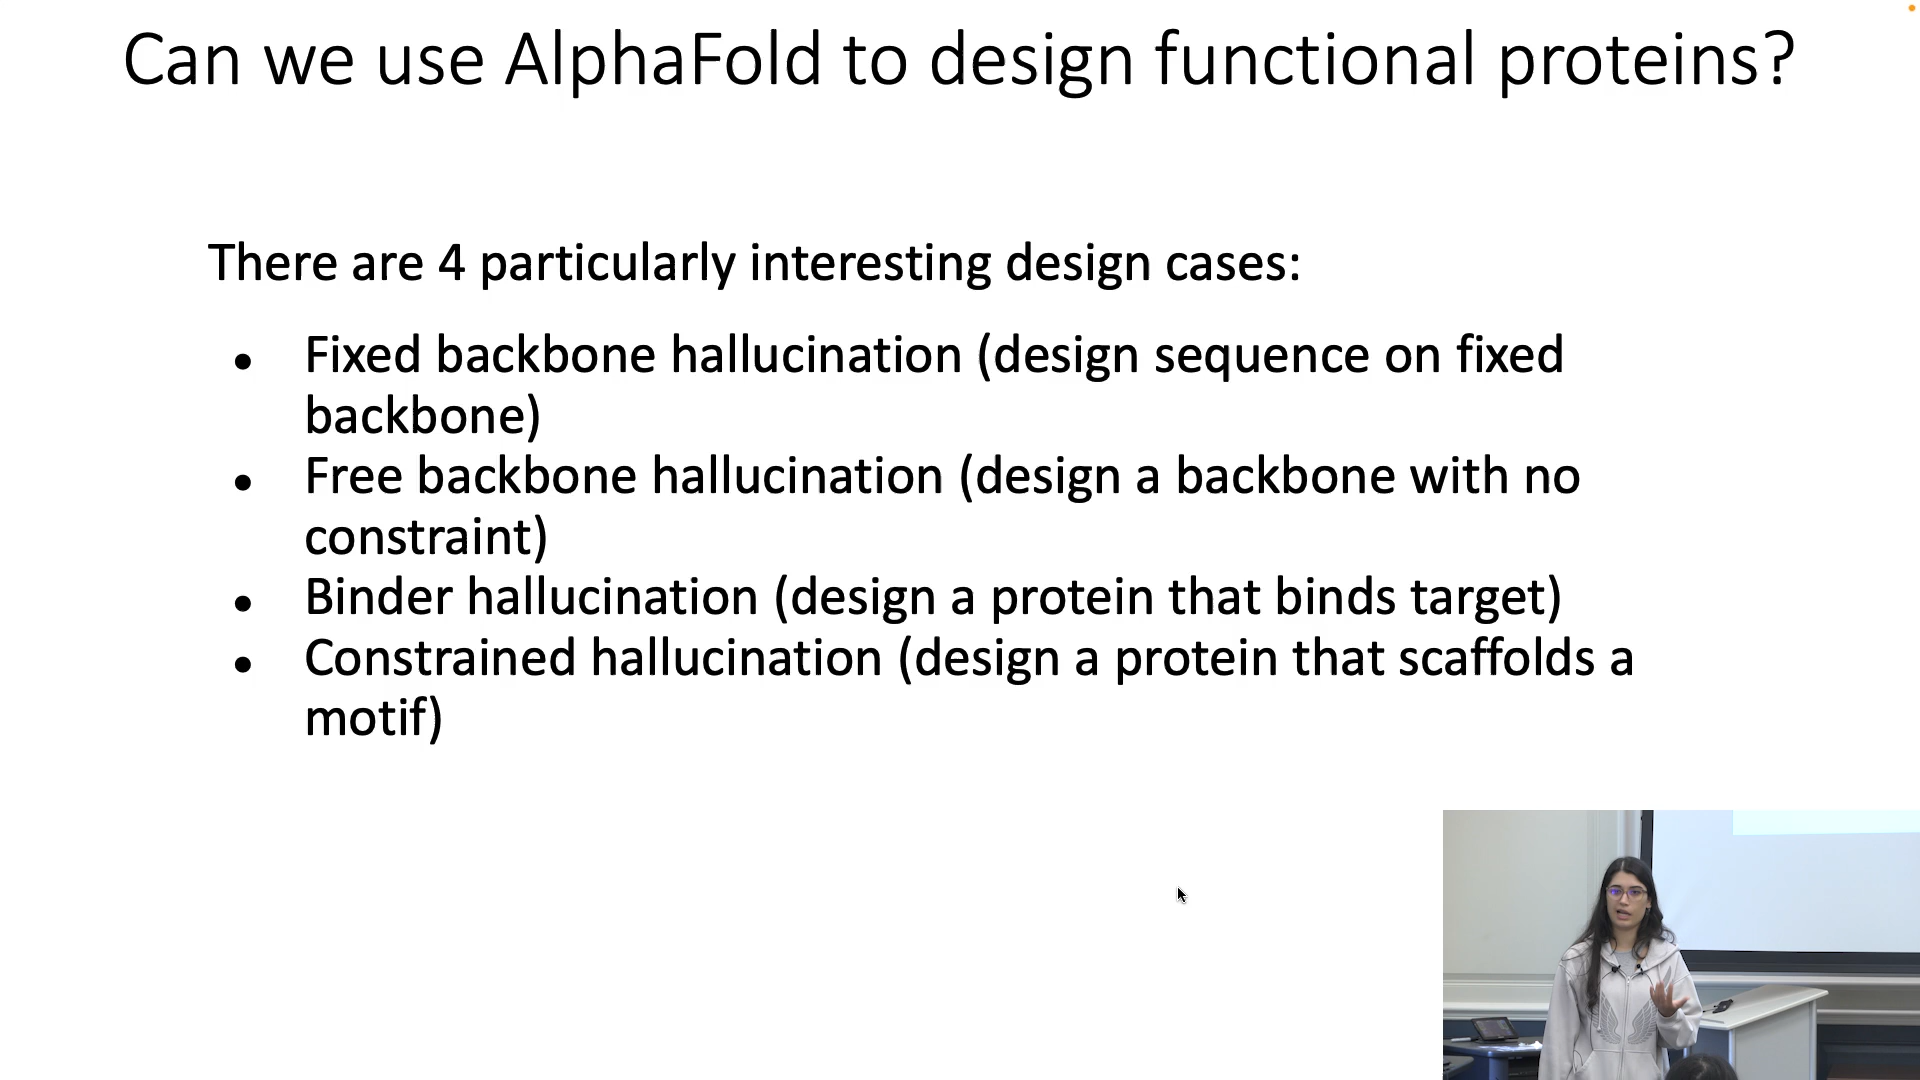 Can we use AlphaFold to design functional proteins?
There are 4 particularly interesting design cases:
● Fixed backbone hallucination (design sequence on fixed
backbone)
● Free backbone hallucination (design a backbone with no
constraint)
● Binder hallucination (design a protein that binds target)
● Constrained hallucination (design a protein that scaffolds a
motif)